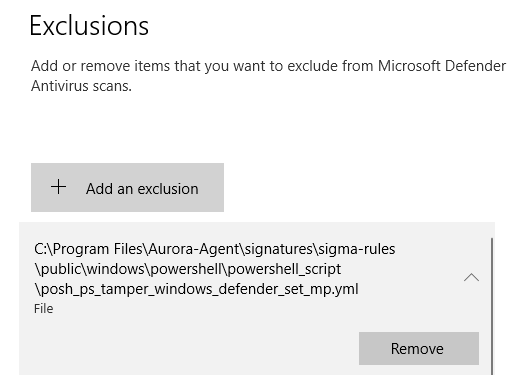 Exclusions
Add or remove items that you want to exclude from Microsoft Defender
Antivirus scans.
Add an exclusion
C:\Program Files\Aurora-Agent\signatures\sigma-rules
\public\windows\powershell\powershell_script
\posh_ps_tamper_windows_defender_set_mp.yml
File
Remove